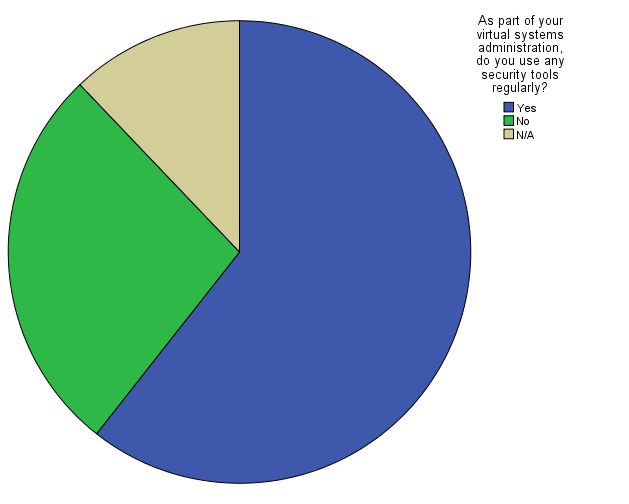 As part of your
virtual systems
administration,
do you use any
security tools
regularly?
Yes
No
N/A